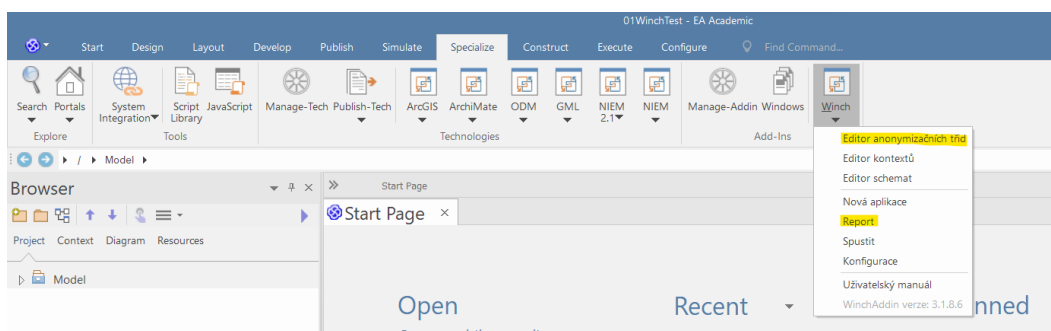 01WinchTest - EA Academic
Start Design Layout Develop Publish Simulate Specialize Construct Execute Configure Find Command...
Search Portals System Integration Script Library JavaScript Manage-Tech Publish-Tech ArcGIS ArchiMate ODM GML NIEM 2.1 NIEM Manage-Addin Windows Winch
Explore Tools Technologies Add-Ins
Editor anonymizačních tříd
Editor kontextů
Editor schemat
Nová aplikace
Report
Spustit
Konfigurace
Uživatelský manuál
WinchAddin verze: 3.1.8.6
/ Model
Browser
Project Context Diagram Resources
Model
Start Page
Start Page
Open Recent nned